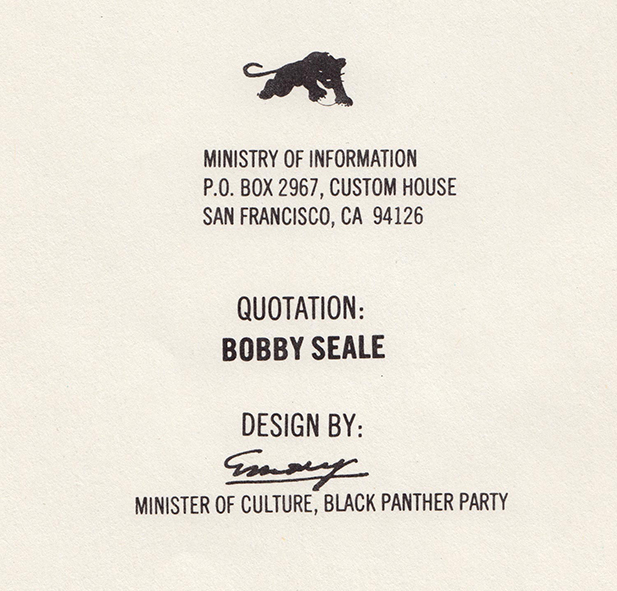 MINISTRY OF INFORMATION
P.O. BOX 2967, CUSTOM HOUSE
SAN FRANCISCO, CA 94126
QUOTATION:
BOBBY SEALE
DESIGN BY:
Emory
MINISTER OF CULTURE, BLACK PANTHER PARTY